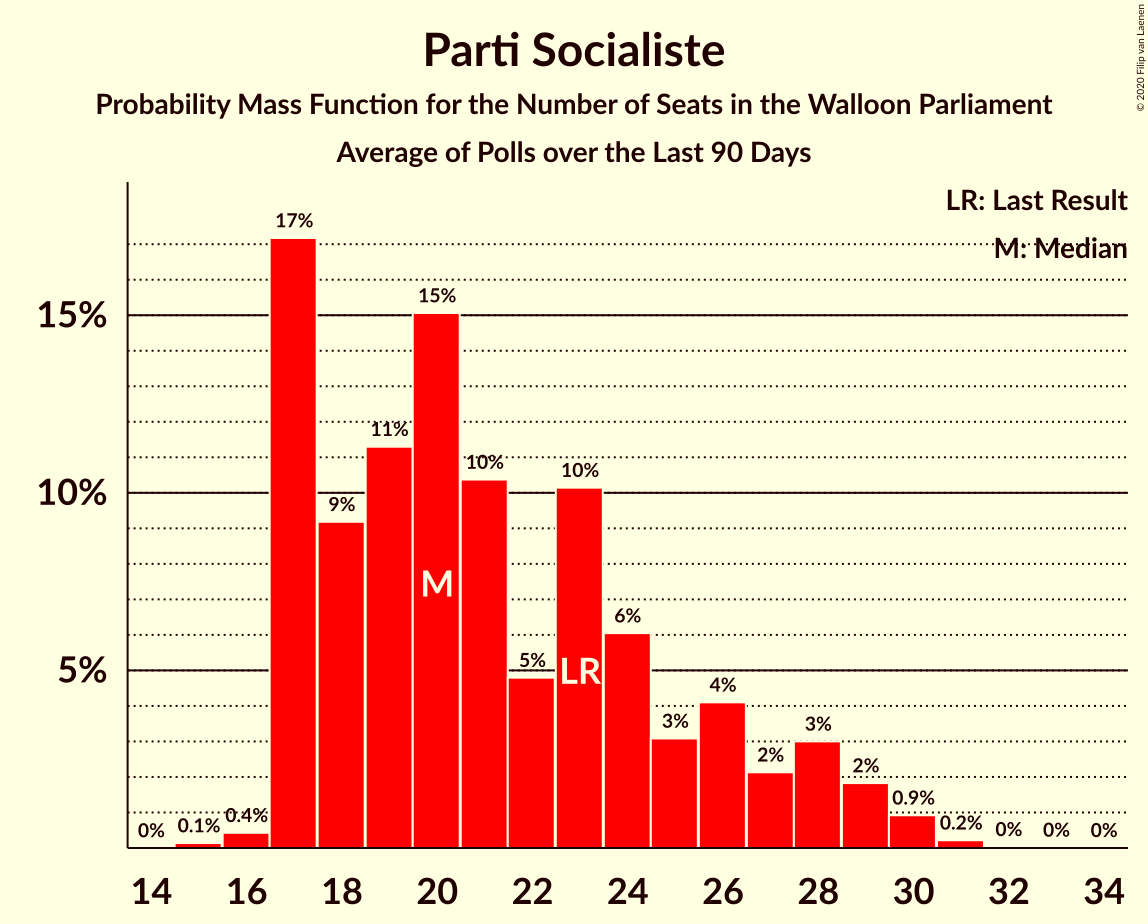 Parti Socialiste
Probability Mass Function for the Number of Seats in the Walloon Parliament
Average of Polls over the Last 90 Days
© 2020 Filip van Laenen
LR: Last Result
M: Median
15%
10%
5%
0%
0.1%
0.4%
17%
9%
11%
15%
10%
5%
10%
6%
3%
4%
2%
3%
2%
0.9%
0.2%
0%
0%
0%
M
LR
14 16 18 20 22 24 26 28 30 32 34